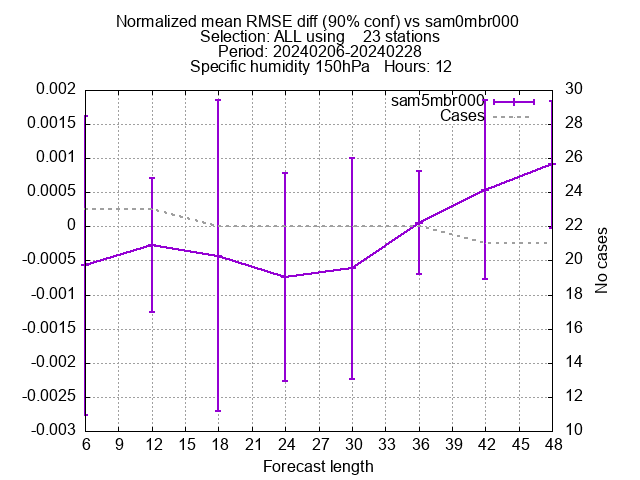 Normalized mean RMSE diff (90% conf) vs sam0mbr000
Selection: ALL using 23 stations
Period: 20240206-20240228
Specific humidity 150hPa Hours: 12
sam5mbr000
Cases
0.002
0.0015
0.001
0.0005
0
-0.0005
-0.001
-0.0015
-0.002
-0.0025
-0.003
30
28
26
24
22
20
18
16
14
12
10
No cases
6 9 12 15 18 21 24 27 30 33 36 39 42 45 48
Forecast length